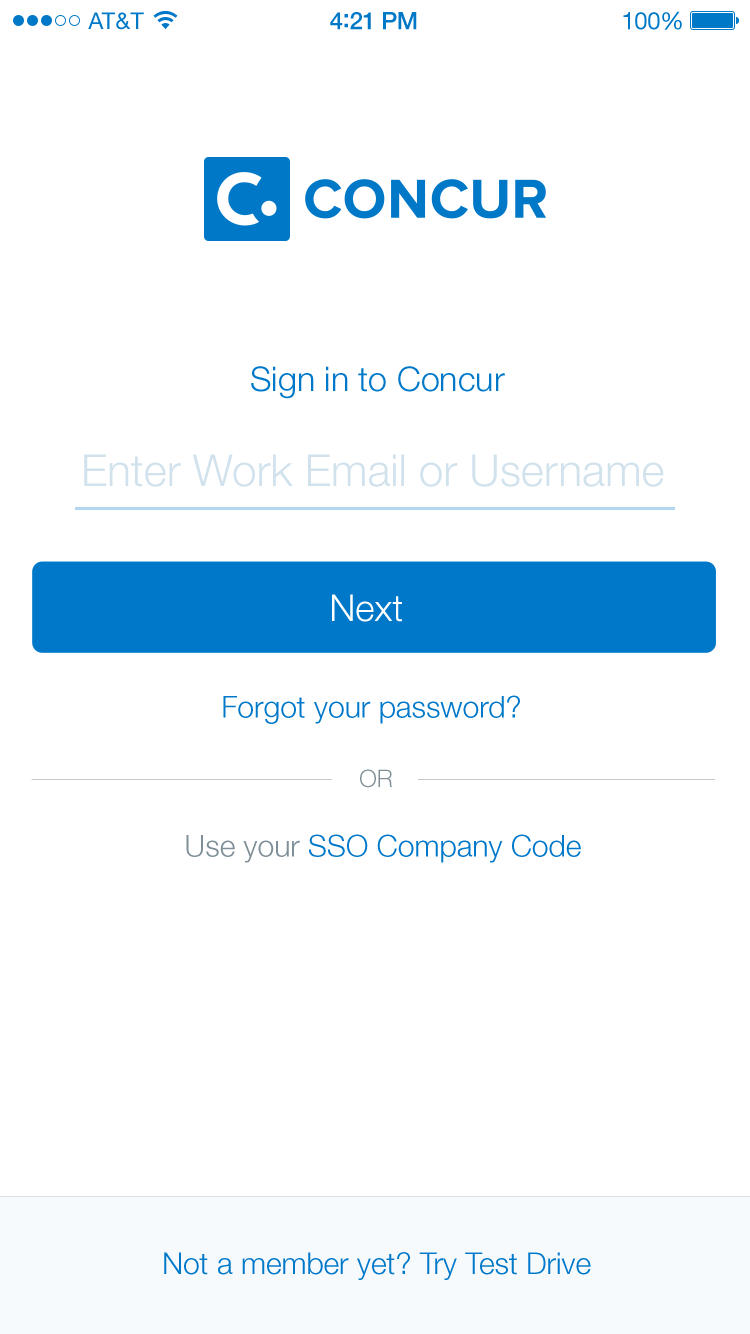 AT&T 4:21 PM 100%
C. CONCUR
Sign in to Concur
Enter Work Email or Username
Next
Forgot your password?
OR
Use your SSO Company Code
Not a member yet? Try Test Drive